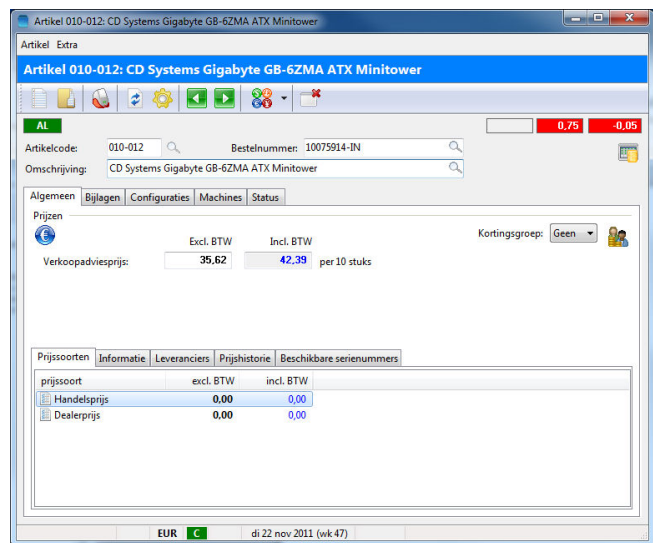 Artikel 010-012: CD Systems Gigabyte GB-6ZMA ATX Minitower
Artikel Extra
Artikel 010-012: CD Systems Gigabyte GB-6ZMA ATX Minitower
AL 0,75 -0,05
Artikelcode: 010-012 Bestelnummer: 10075914-IN
Omschrijving: CD Systems Gigabyte GB-6ZMA ATX Minitower
Algemeen Bijlagen Configuraties Machines Status
Prijzen
Excl. BTW Incl. BTW Kortingsgroep: Geen
Verkoopadviesprijs: 35,62 42,39 per 10 stuks
Prijssoorten Informatie Leveranciers Prijshistorie Beschikbare serienummers
prijssoort excl. BTW incl. BTW
Handelsprijs 0,00 0,00
Dealerprijs 0,00 0,00
EUR C di 22 nov 2011 (wk 47)